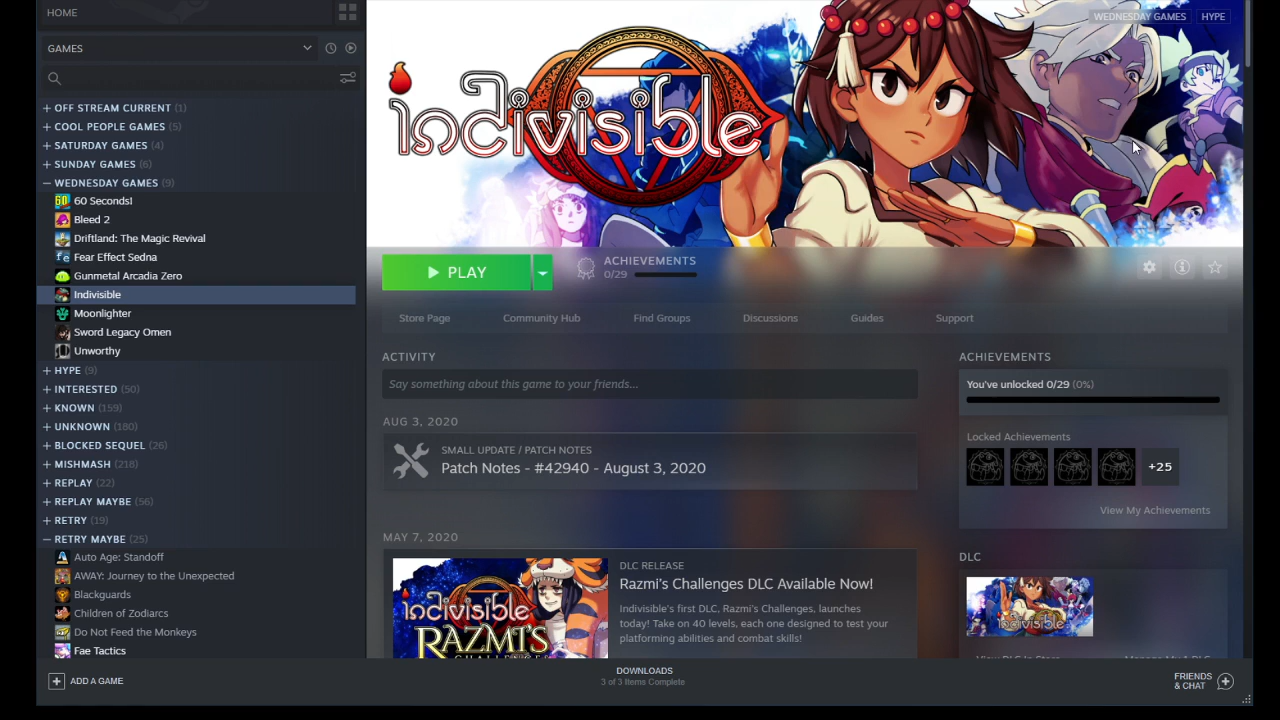 HOME
GAMES
+ OFF STREAM CURRENT (1)
+ COOL PEOPLE GAMES (5)
+ SATURDAY GAMES (4)
+ SUNDAY GAMES (6)
— WEDNESDAY GAMES (9)
60 Seconds!
Bleed 2
Driftland: The Magic Revival
Fear Effect Sedna
Gunmetal Arcadia Zero
Indivisible
Moonlighter
Sword Legacy Omen
Unworthy
+ HYPE (9)
+ INTERESTED (50)
+ KNOWN (159)
+ UNKNOWN (180)
+ BLOCKED SEQUEL (26)
+ MISHMASH (218)
+ REPLAY (22)
+ REPLAY MAYBE (56)
+ RETRY (19)
— RETRY MAYBE (25)
Auto Age: Standoff
AWAY: Journey to the Unexpected
Blackguards
Children of Zodiarcs
Do Not Feed the Monkeys
Fae Tactics
+ ADD A GAME
WEDNESDAY GAMES HYPE
Indivisible
PLAY
ACHIEVEMENTS
0/29
Store Page Community Hub Find Groups Discussions Guides Support
ACTIVITY
Say something about this game to your friends...
AUG 3, 2020
SMALL UPDATE / PATCH NOTES
Patch Notes - #42940 - August 3, 2020
MAY 7, 2020
Indivisible
RAZMI'S
CHALLENGES
DLC RELEASE
Razmi's Challenges DLC Available Now!
Indivisible's first DLC, Razmi's Challenges, launches
today! Take on 40 levels, each one designed to test your
platforming abilities and combat skills!
ACHIEVEMENTS
You've unlocked 0/29 (0%)
Locked Achievements
+25
View My Achievements
DLC
Indivisible
View DLC In Store Manage My 1 DLC
DOWNLOADS
3 of 3 Items Complete
FRIENDS
& CHAT